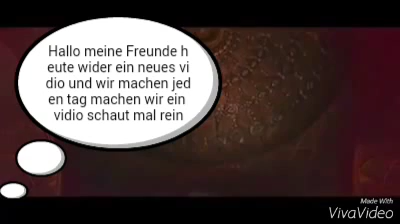 Hallo meine Freunde h
eute wider ein neues vi
dio und wir machen jed
en tag machen wir ein
vidio schaut mal rein
Made With
VivaVideo